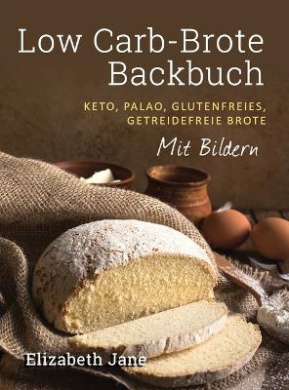 Low Carb-Brote
Backbuch
KETO, PALAO, GLUTENFREIES,
GETREIDEFREIE BROTE
Mit Bildern
Elizabeth Jane